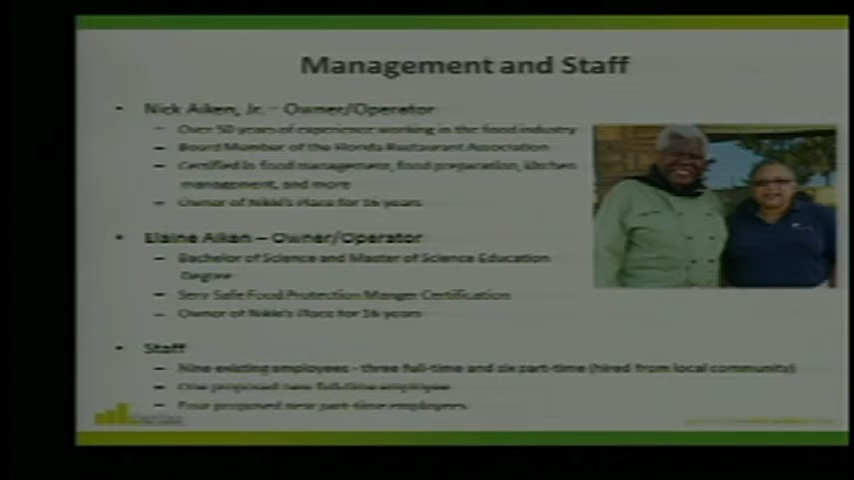 Management and Staff
• Nick Aiken, Jr. – Owner/Operator
– Over 50 years of experience working in the food industry
– Board Member of the Florida Restaurant Association
– Certified in food management, food preparation, kitchen
management, and more
– Owner of Nikki's Place for 16 years
• Elaine Aiken – Owner/Operator
– Bachelor of Science and Master of Science Education
Degree
– Serv Safe Food Protection Manger Certification
– Owner of Nikki's Place for 16 years
• Staff
– Nine existing employees - three full-time and six part-time (hired from local community)
– One proposed new full-time employee
– Four proposed new part-time employees